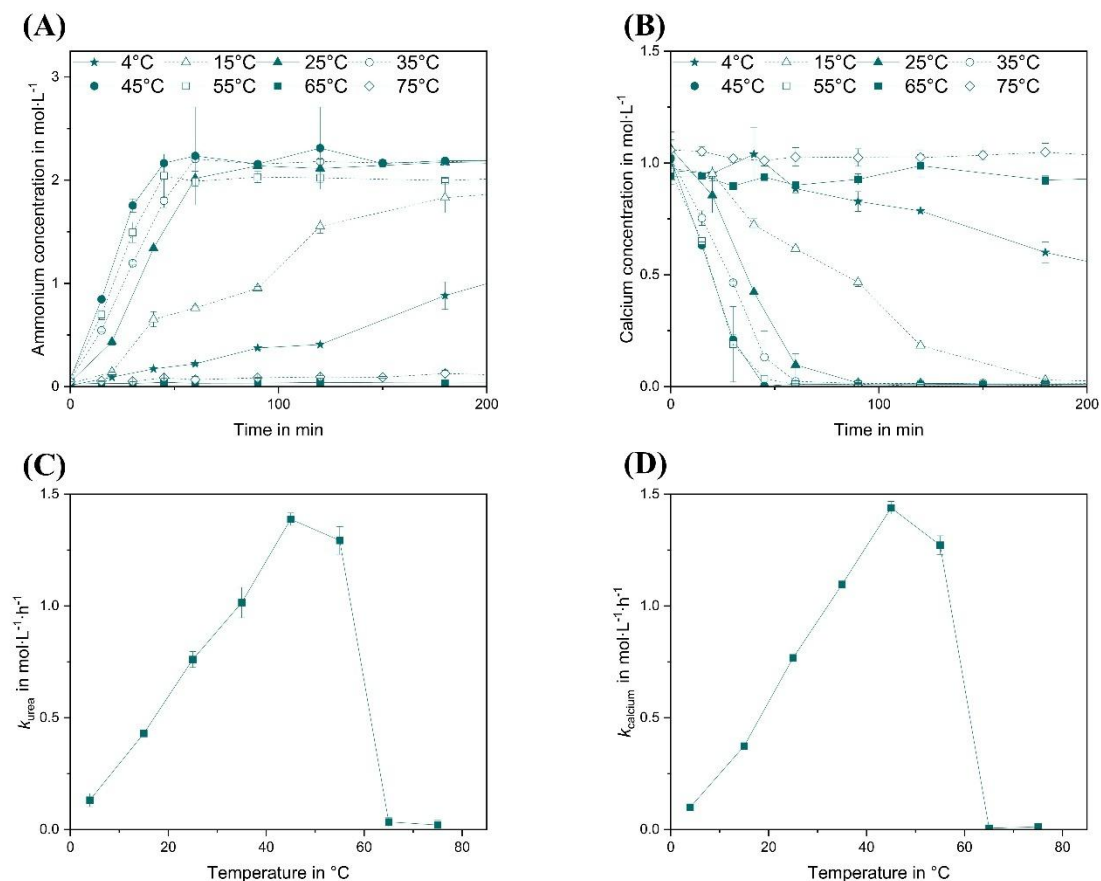 (A)
4°C 15°C 25°C 35°C
45°C 55°C 65°C 75°C
Ammonium concentration in mol·L⁻¹
3
2
1
0
0 100 200
Time in min
(B)
1.5
4°C 15°C 25°C 35°C
45°C 55°C 65°C 75°C
Calcium concentration in mol·L⁻¹
1.0
0.5
0.0
0 100 200
Time in min
(C)
1.5
1.0
0.5
0.0
k_urea in mol·L⁻¹·h⁻¹
0 20 40 60 80
Temperature in °C
(D)
1.5
1.0
0.5
0.0
k_calcium in mol·L⁻¹·h⁻¹
0 20 40 60 80
Temperature in °C